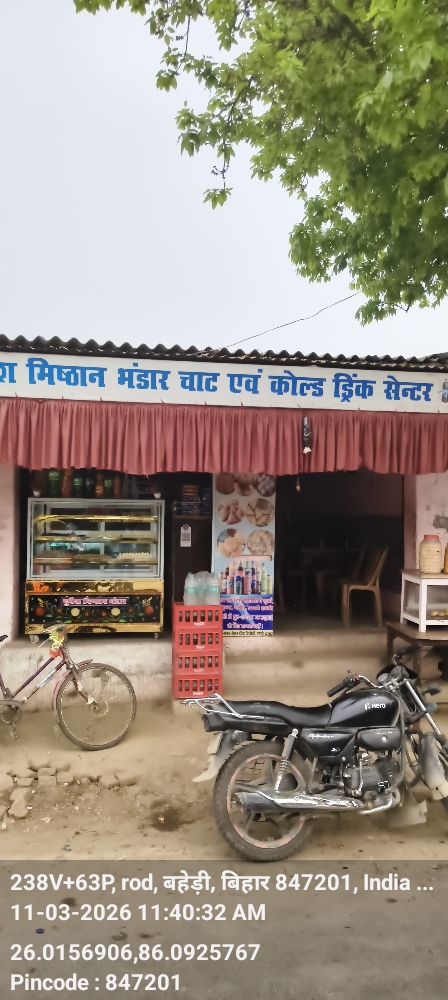 श मिष्ठान भंडार चाट एवं कोल्ड ड्रिंक सेन्टर
मिष्ठान भंडार
HERO
238V+63P, rod, बहेड़ी, बिहार 847201, India ...
11-03-2026 11:40:32 AM
26.0156906,86.0925767
Pincode : 847201